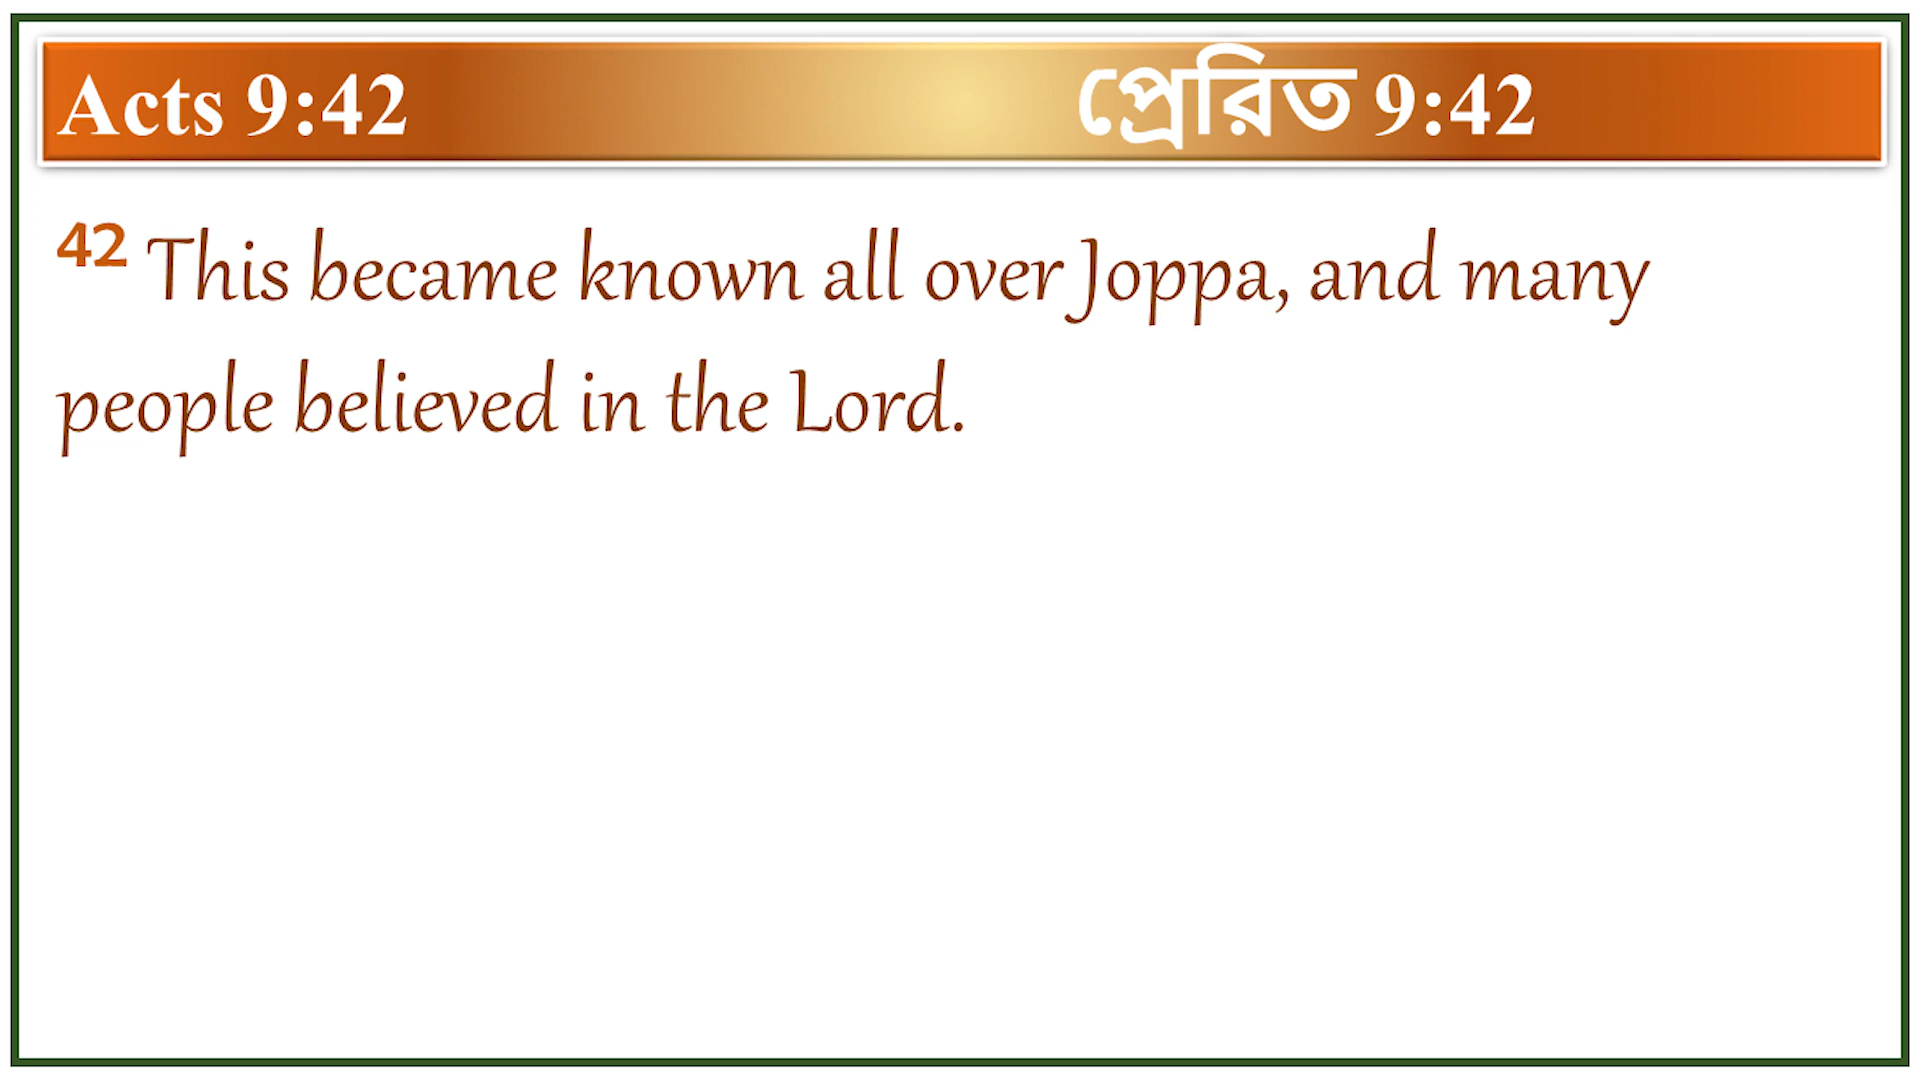 Acts 9:42 প্রেরিত 9:42
42 This became known all over Joppa, and many
people believed in the Lord.